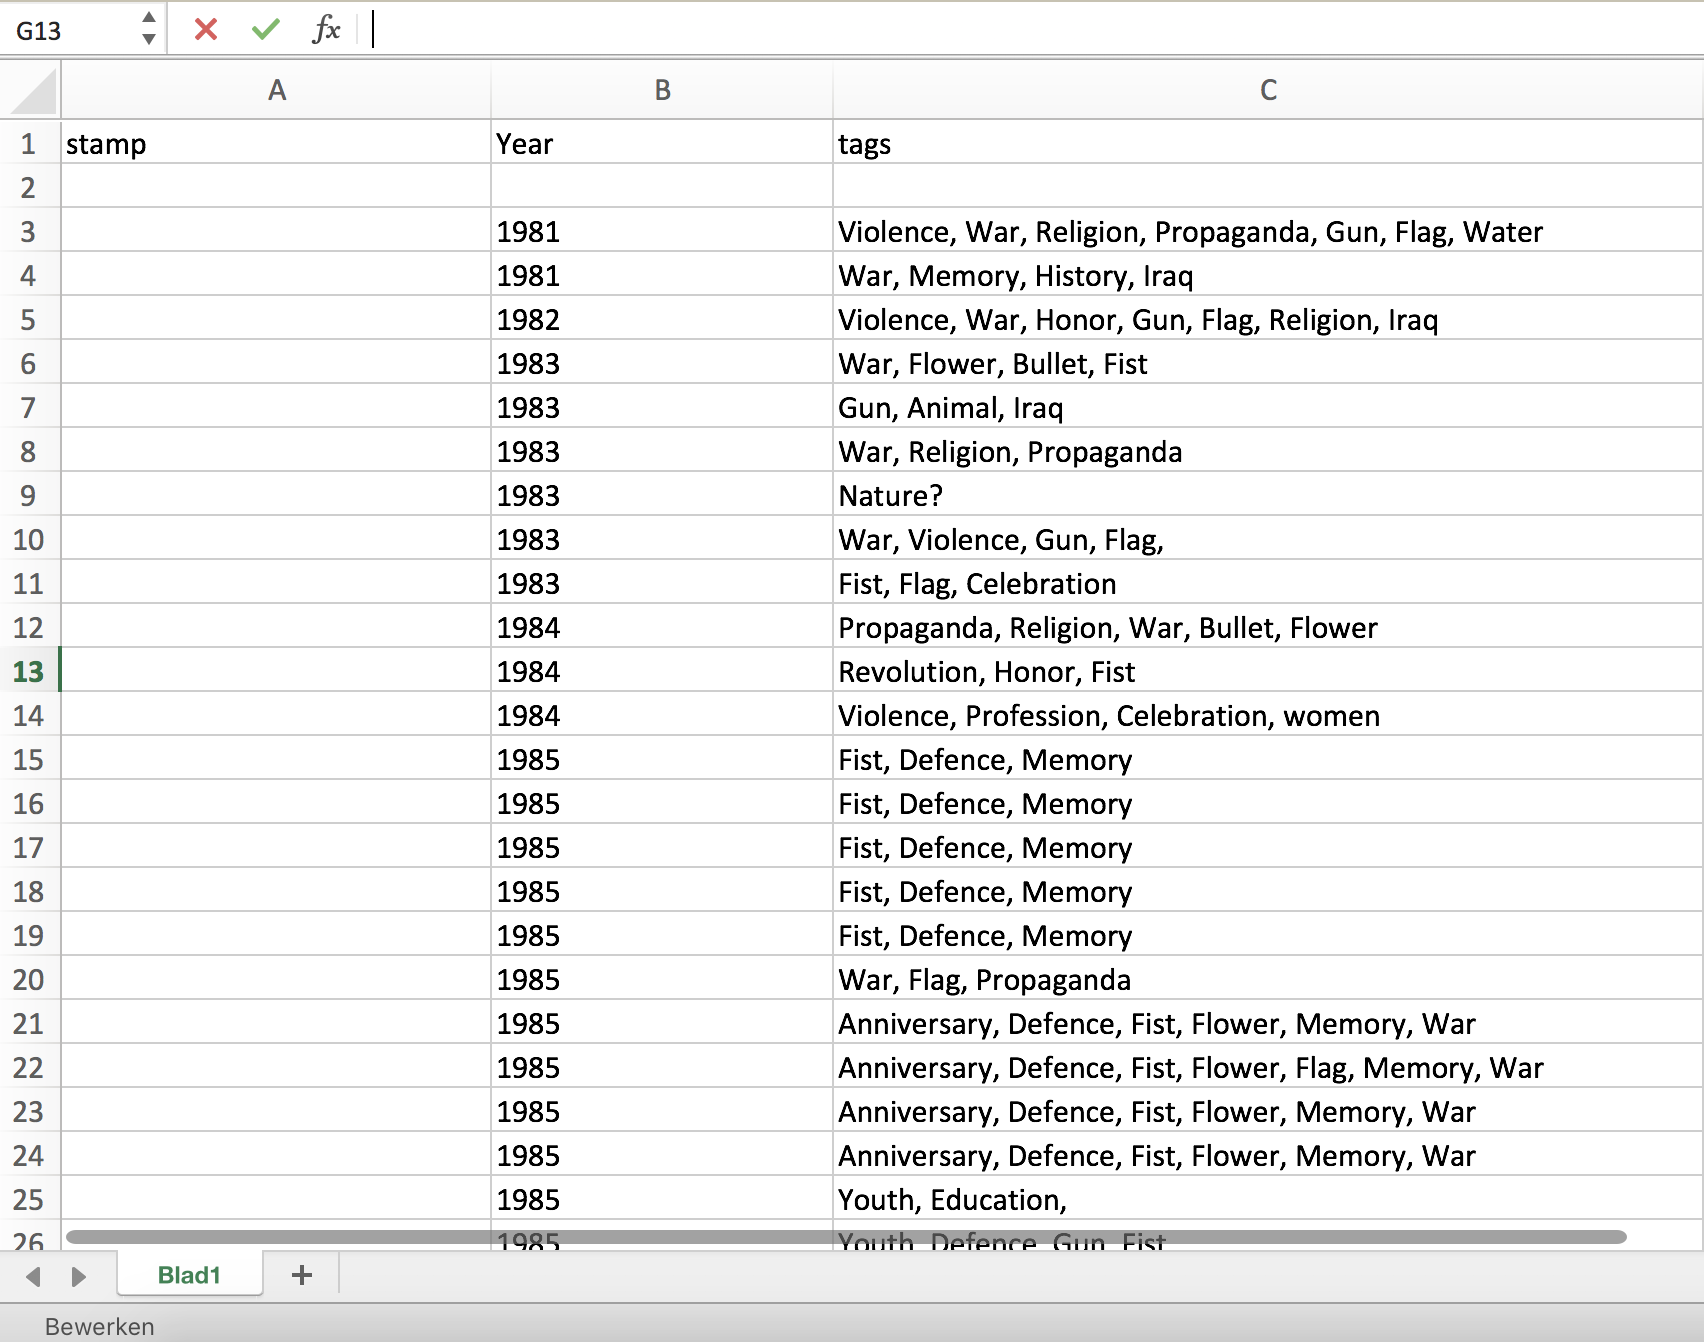 G13 fx
A B C
1 stamp Year tags
2
3 1981 Violence, War, Religion, Propaganda, Gun, Flag, Water
4 1981 War, Memory, History, Iraq
5 1982 Violence, War, Honor, Gun, Flag, Religion, Iraq
6 1983 War, Flower, Bullet, Fist
7 1983 Gun, Animal, Iraq
8 1983 War, Religion, Propaganda
9 1983 Nature?
10 1983 War, Violence, Gun, Flag,
11 1983 Fist, Flag, Celebration
12 1984 Propaganda, Religion, War, Bullet, Flower
13 1984 Revolution, Honor, Fist
14 1984 Violence, Profession, Celebration, women
15 1985 Fist, Defence, Memory
16 1985 Fist, Defence, Memory
17 1985 Fist, Defence, Memory
18 1985 Fist, Defence, Memory
19 1985 Fist, Defence, Memory
20 1985 War, Flag, Propaganda
21 1985 Anniversary, Defence, Fist, Flower, Memory, War
22 1985 Anniversary, Defence, Fist, Flower, Flag, Memory, War
23 1985 Anniversary, Defence, Fist, Flower, Memory, War
24 1985 Anniversary, Defence, Fist, Flower, Memory, War
25 1985 Youth, Education,
26 1985 Youth, Defence, Gun, Fist
Blad1 +
Bewerken